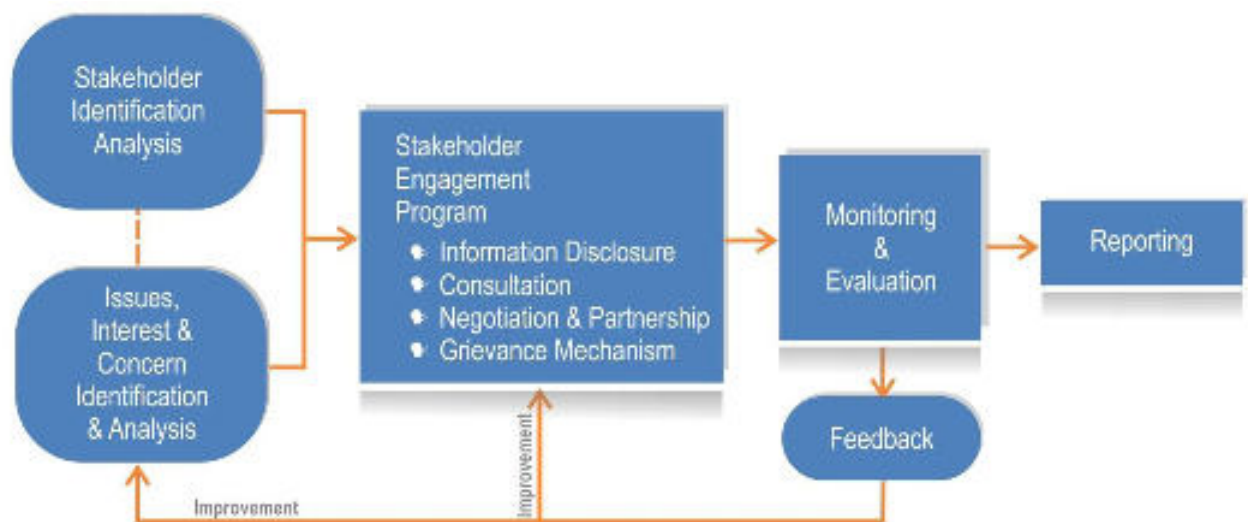 Stakeholder
Identification
Analysis
Issues,
Interest &
Concern
Identification
& Analysis
Stakeholder
Engagement
Program
Information Disclosure
Consultation
Negotiation & Partnership
Grievance Mechanism
Monitoring
&
Evaluation
Reporting
Feedback
Improvement
Improvement